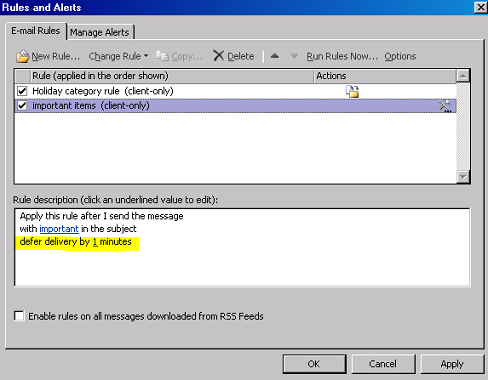 Rules and Alerts
E-mail Rules Manage Alerts
New Rule... Change Rule Copy... Delete Run Rules Now... Options
Rule (applied in the order shown) Actions
Holiday category rule (client-only)
important items (client-only)
Rule description (click an underlined value to edit):
Apply this rule after I send the message
with important in the subject
defer delivery by 1 minutes
Enable rules on all messages downloaded from RSS Feeds
OK Cancel Apply